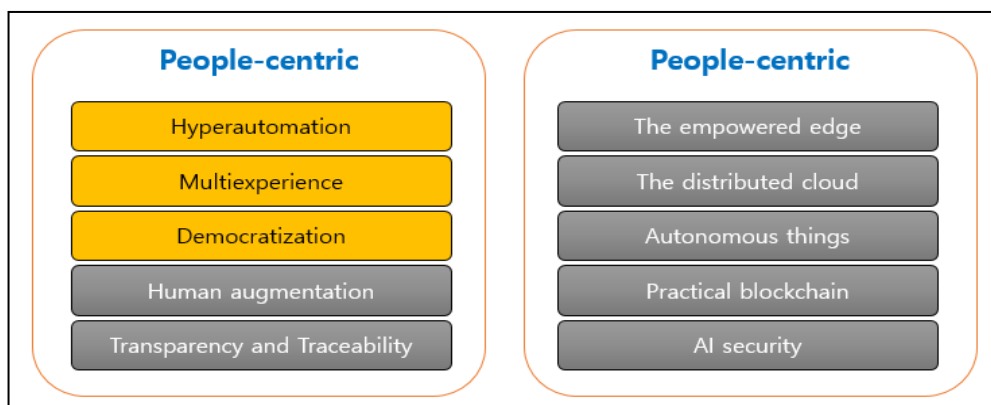 People-centric
Hyperautomation
Multiexperience
Democratization
Human augmentation
Transparency and Traceability
People-centric
The empowered edge
The distributed cloud
Autonomous things
Practical blockchain
AI security